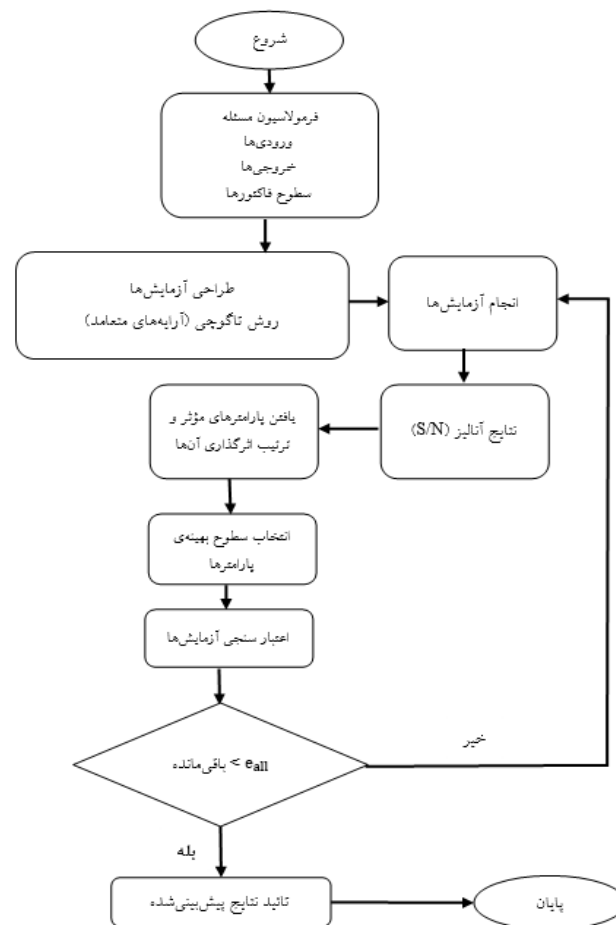 شروع
فرمولاسیون مسئله
ورودی‌ها
خروجی‌ها
سطوح فاکتورها
طراحی آزمایش‌ها
روش تاگوچی (آرایه‌های متعامد)
انجام آزمایش‌ها
نتایج آنالیز (S/N)
یافتن پارامترهای مؤثر و
ترتیب اثرگذاری آن‌ها
انتخاب سطوح بهینه‌ی
پارامترها
اعتبار سنجی آزمایش‌ها
باقی‌مانده < eall
خیر
بله
تائید نتایج پیش‌بینی‌شده
پایان